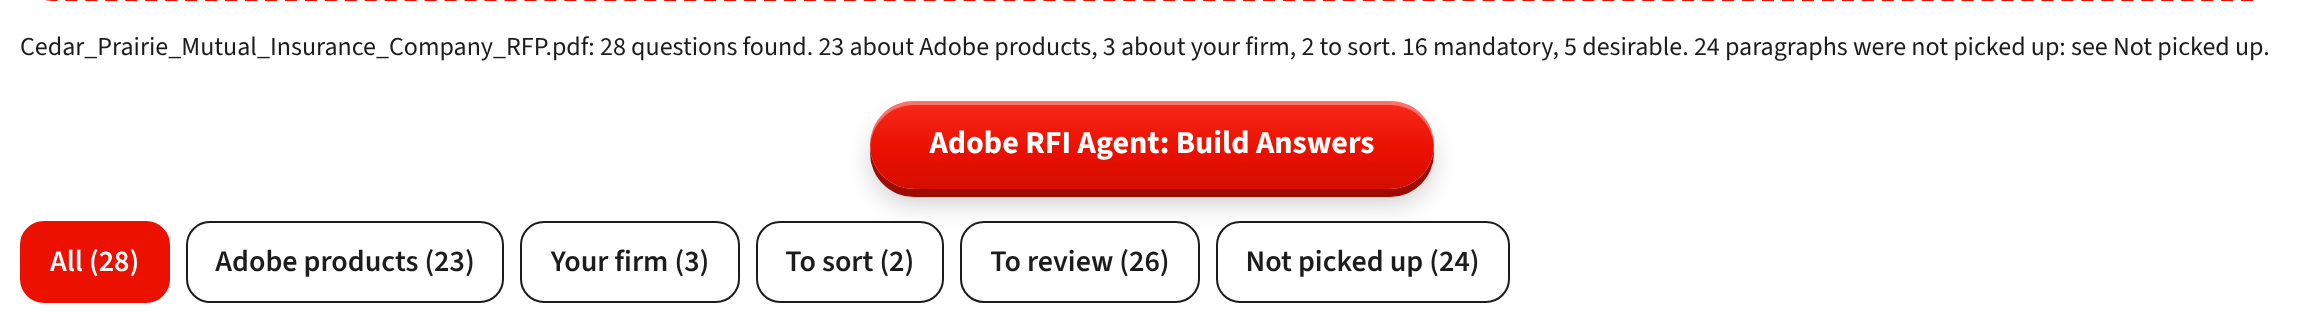 Cedar_Prairie_Mutual_Insurance_Company_RFP.pdf: 28 questions found. 23 about Adobe products, 3 about your firm, 2 to sort. 16 mandatory, 5 desirable. 24 paragraphs were not picked up: see Not picked up.
Adobe RFI Agent: Build Answers
All (28) Adobe products (23) Your firm (3) To sort (2) To review (26) Not picked up (24)